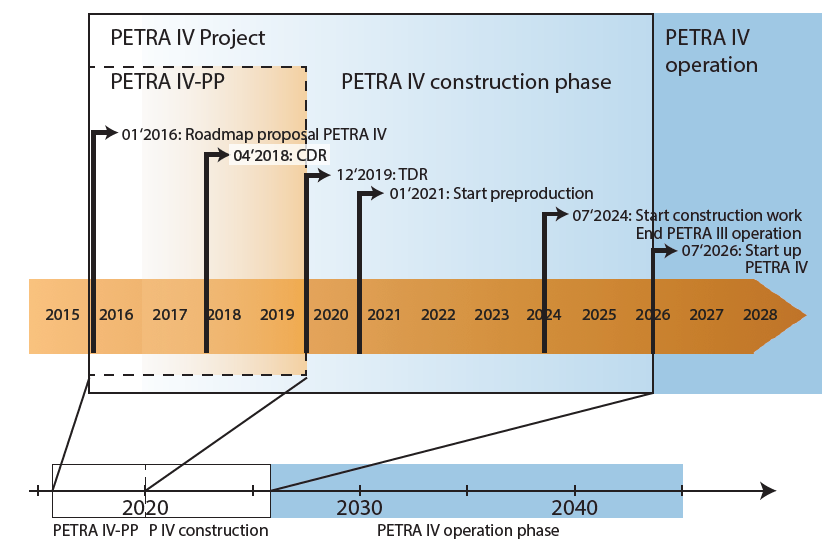 PETRA IV Project
PETRA IV
operation
PETRA IV-PP
PETRA IV construction phase
01‘2016: Roadmap proposal PETRA IV
04‘2018: CDR
12‘2019: TDR
01‘2021: Start preproduction
07‘2024: Start construction work
End PETRA III operation
07‘2026: Start up
PETRA IV
2015 2016 2017 2018 2019 2020 2021 2022 2023 2024 2025 2026 2027 2028
2020 2030 2040
PETRA IV-PP P IV construction PETRA IV operation phase